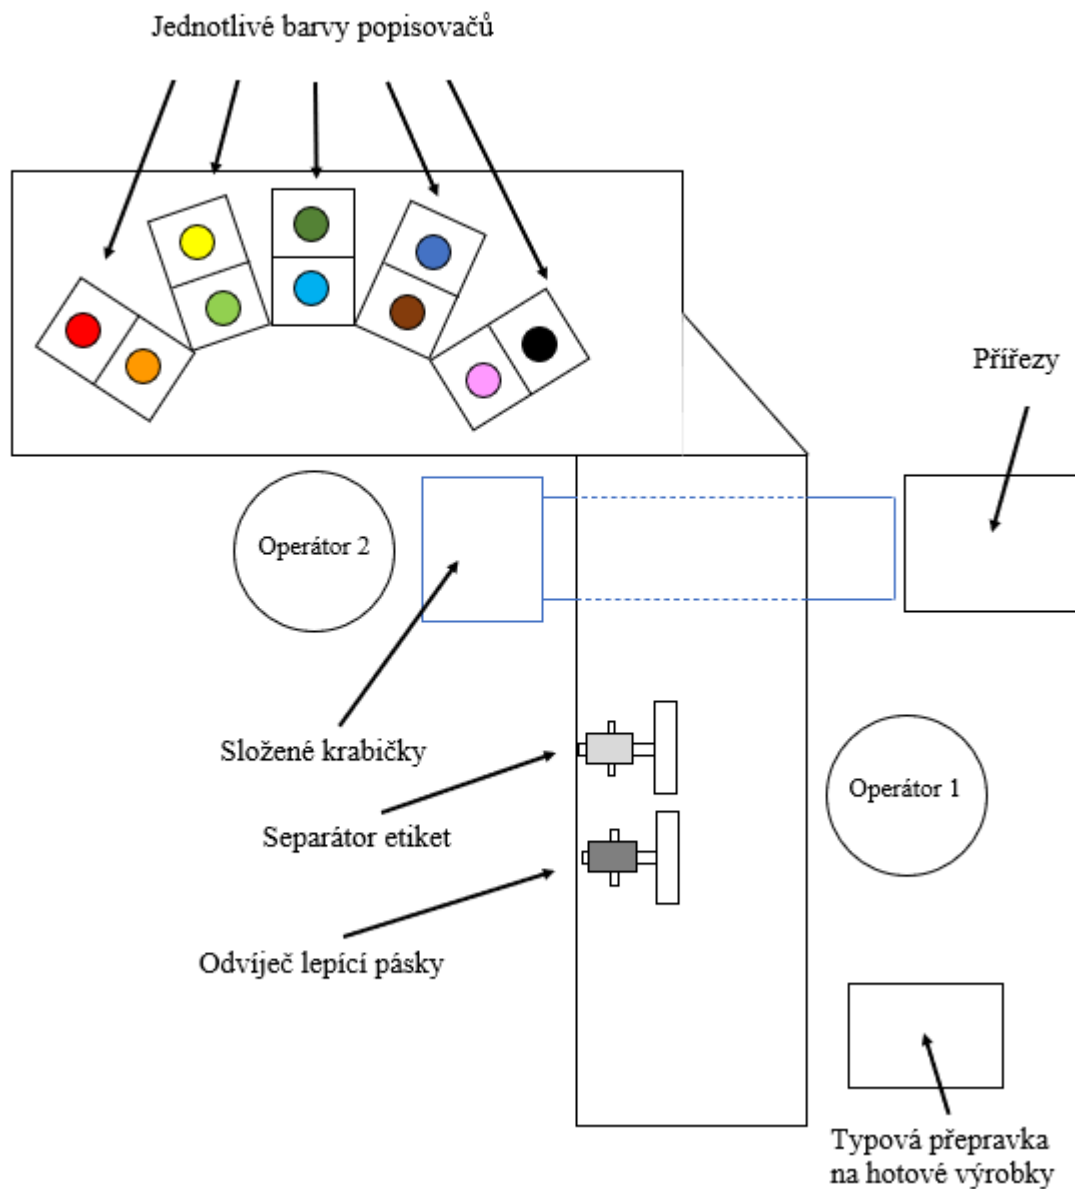 Jednotlivé barvy popisovačů
Přířezy
Operátor 2
Složené krabičky
Operátor 1
Separátor etiket
Odvíječ lepící pásky
Typová přepravka
na hotové výrobky